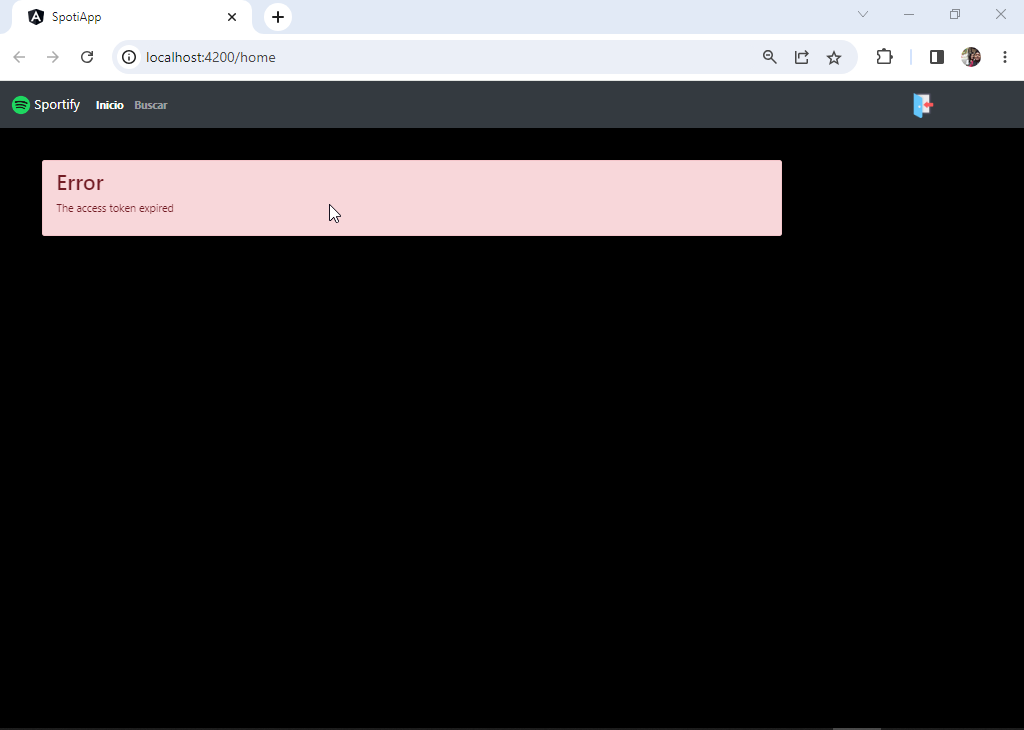 SpotiApp
localhost:4200/home
Sportify Inicio Buscar
Error
The access token expired